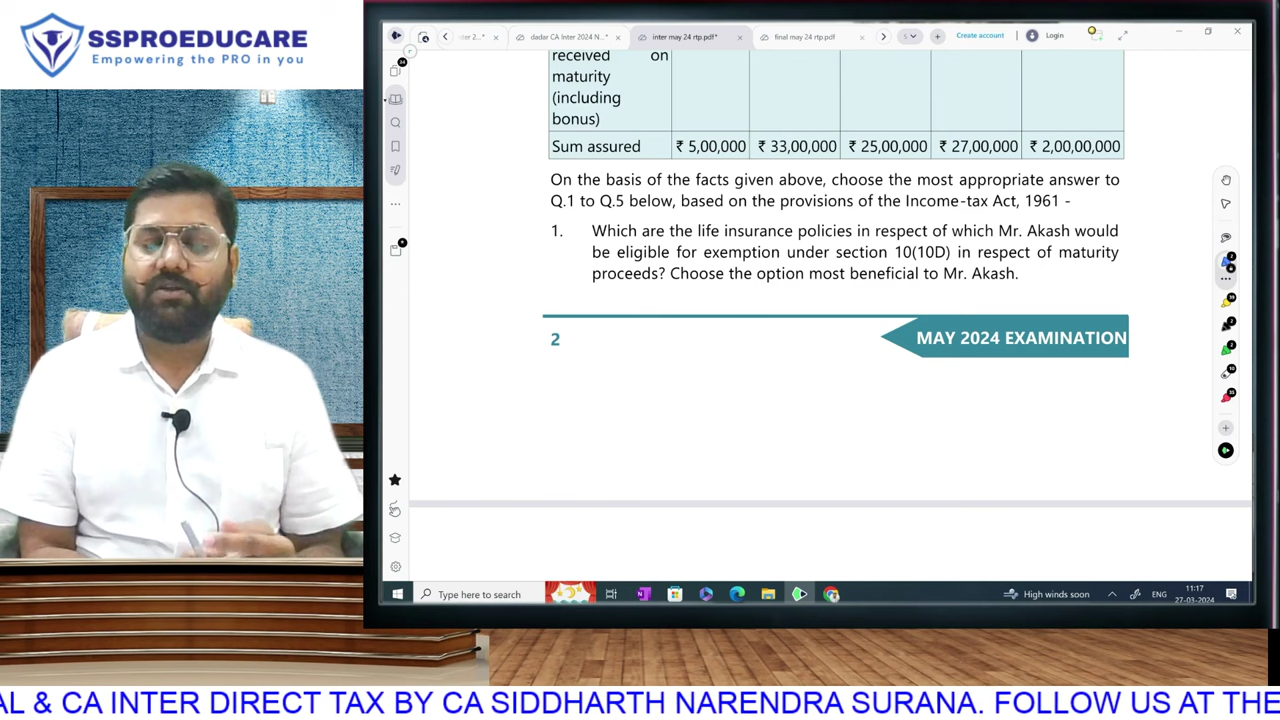 SSPROEDUCARE
Empowering the PRO in you
ter 2...*
dadar CA Inter 2024 N...*
inter may 24 rtp.pdf*
final may 24 rtp.pdf
5
Create account
Login
received on
maturity
(including
bonus)
Sum assured ₹ 5,00,000 ₹ 33,00,000 ₹ 25,00,000 ₹ 27,00,000 ₹ 2,00,00,000
On the basis of the facts given above, choose the most appropriate answer to
Q.1 to Q.5 below, based on the provisions of the Income-tax Act, 1961 -
1. Which are the life insurance policies in respect of which Mr. Akash would
be eligible for exemption under section 10(10D) in respect of maturity
proceeds? Choose the option most beneficial to Mr. Akash.
2
MAY 2024 EXAMINATION
Type here to search
High winds soon
ENG
11:17
27-03-2024
AL & CA INTER DIRECT TAX BY CA SIDDHARTH NARENDRA SURANA. FOLLOW US AT THE